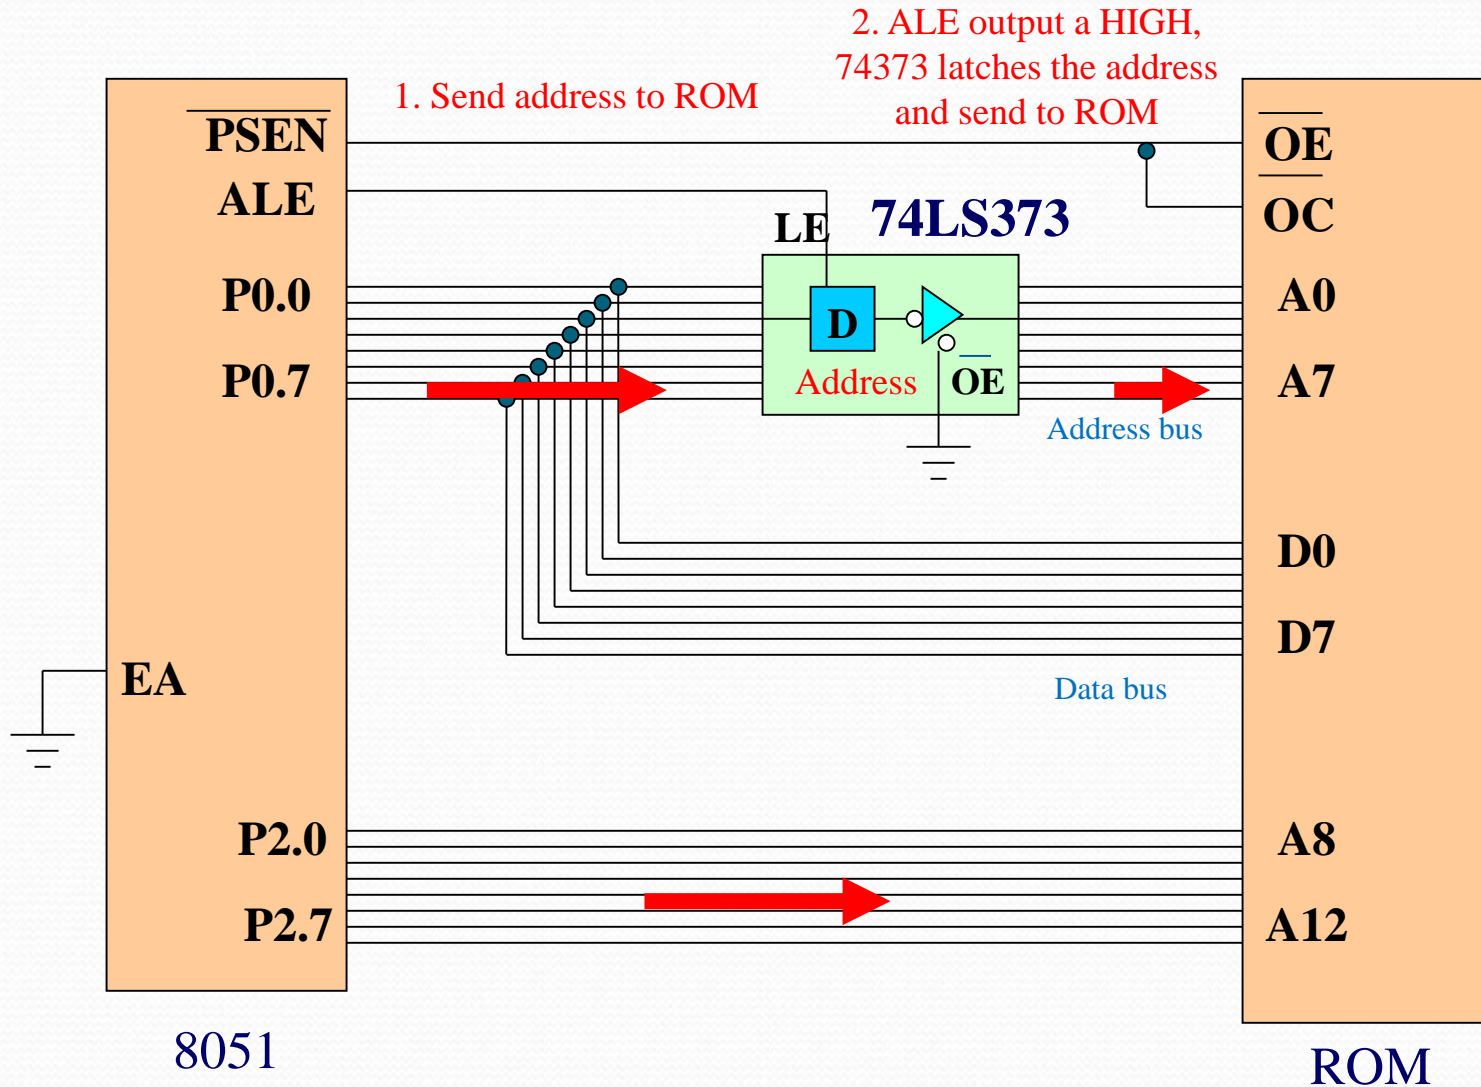 2. ALE output a HIGH,
74373 latches the address
and send to ROM
1. Send address to ROM
PSEN
OE
ALE
OC
LE
74LS373
P0.0
A0
D
P0.7
Address
OE
A7
Address bus
D0
D7
EA
Data bus
P2.0
A8
P2.7
A12
8051
ROM